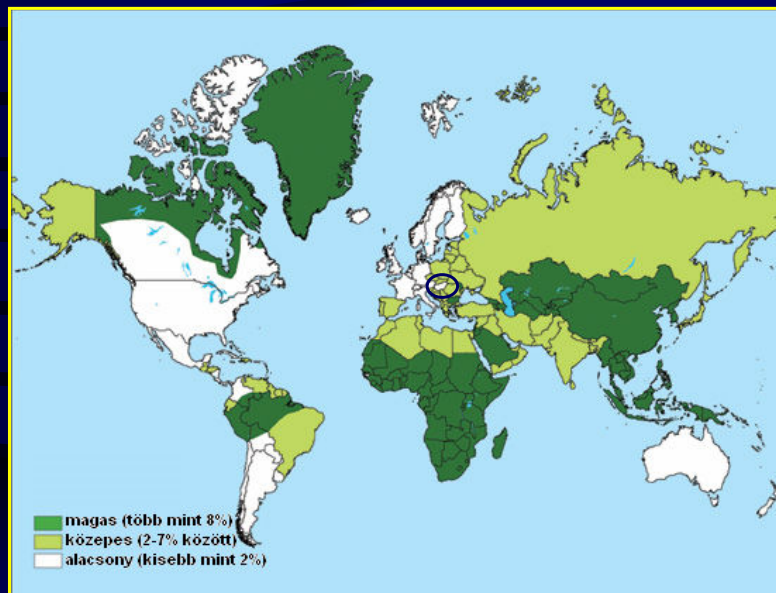 magas (több mint 8%)
közepes (2-7% között)
alacsony (kisebb mint 2%)